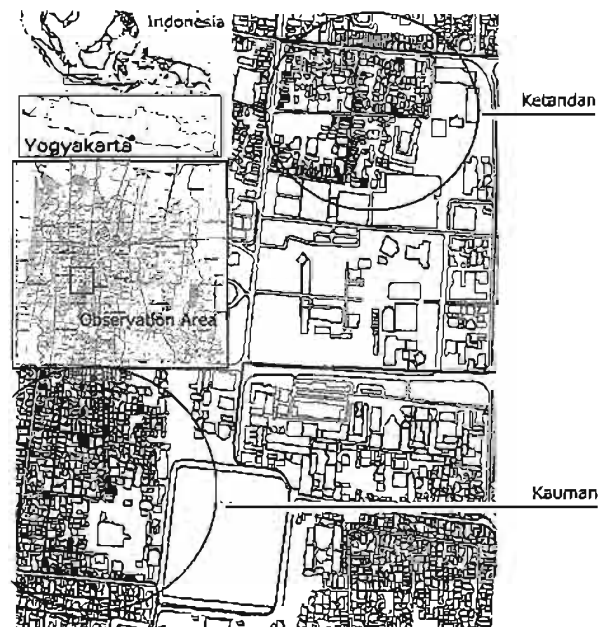 Indonesia
Ketandan
Yogyakarta
Observation Area
Kauman